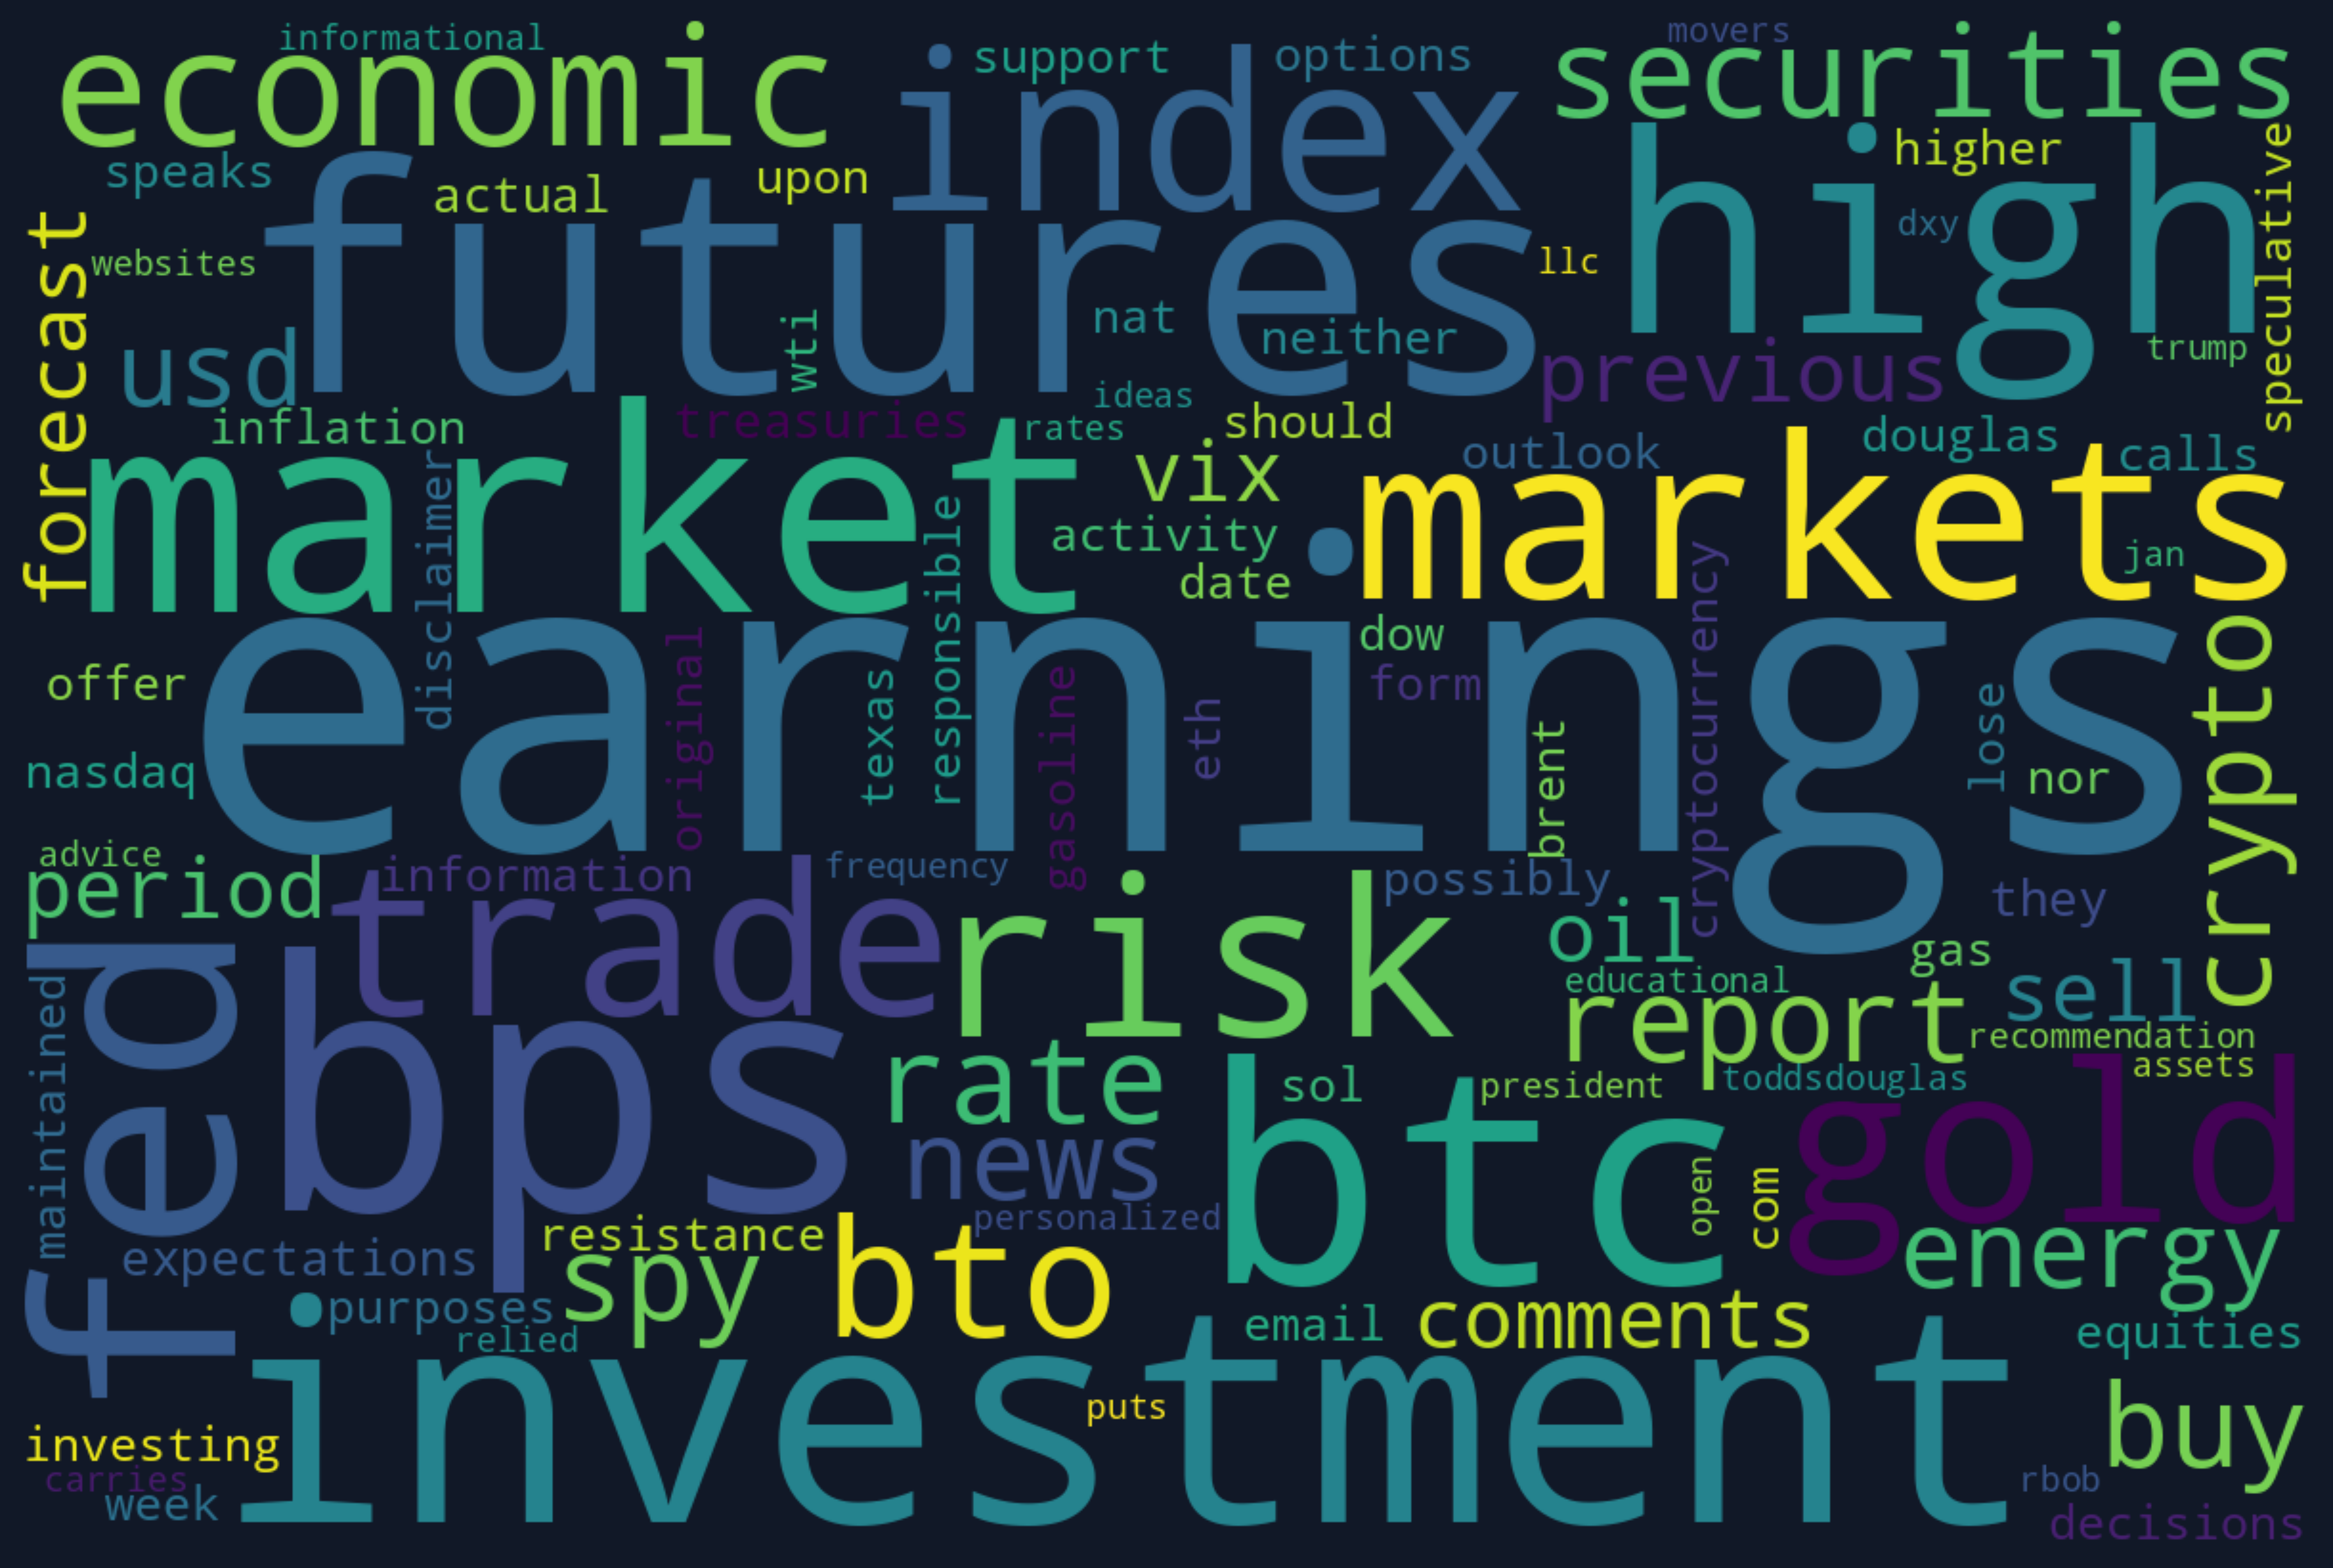 informational
movers
economic
support
options
securities
index
high
higher
speaks
actual
upon
speculative
futures
forecast
websites
dxy
llc
nat
wti
neither
usd
trump
previous
ideas
inflation
treasuries
rates
should
douglas
outlook
calls
market
vix
markets
disclaimer
responsible
activity
jan
date
cryptocurrency
earnings
dow
crypto
offer
original
texas
gasoline
eth
form
brent
lose
nasdaq
nor
advice
period
information
frequency
possibly
they
trade
risk
oil
gas
fed
maintained
educational
sell
bps
report
recommendation
rate
sol
president
toddsdouglas
assets
btc
gold
news
open
com
personalized
resistance
bto
expectations
spy
energy
purposes
email
comments
relied
equities
investment
puts
buy
investing
carries
week
rbob
decisions